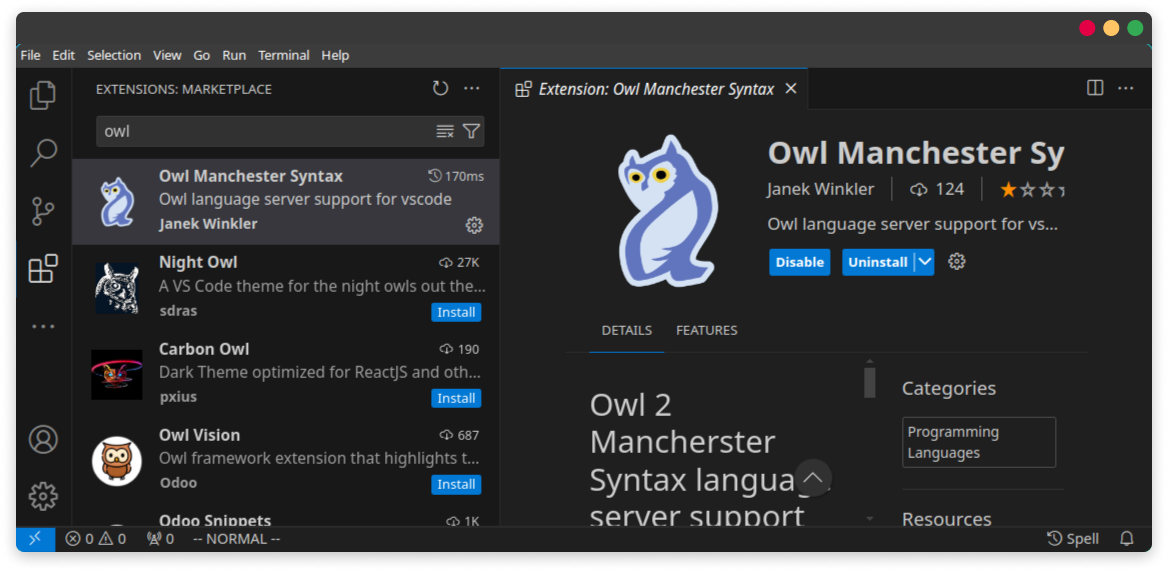 File Edit Selection View Go Run Terminal Help
EXTENSIONS: MARKETPLACE
owl
Owl Manchester Syntax 170ms
Owl language server support for vscode
Janek Winkler
Night Owl 27K
A VS Code theme for the night owls out the...
sdras Install
Carbon Owl 190
Dark Theme optimized for ReactJS and oth...
pxius Install
Owl Vision 687
Owl framework extension that highlights t...
Odoo Install
Odoo Snippets 1K
Extension: Owl Manchester Syntax
Owl Manchester Sy
Janek Winkler 124
Owl language server support for vs...
Disable Uninstall
DETAILS FEATURES
Owl 2
Mancherster
Syntax langua
server support
Categories
Programming
Languages
Resources
0 0 0 -- NORMAL -- Spell